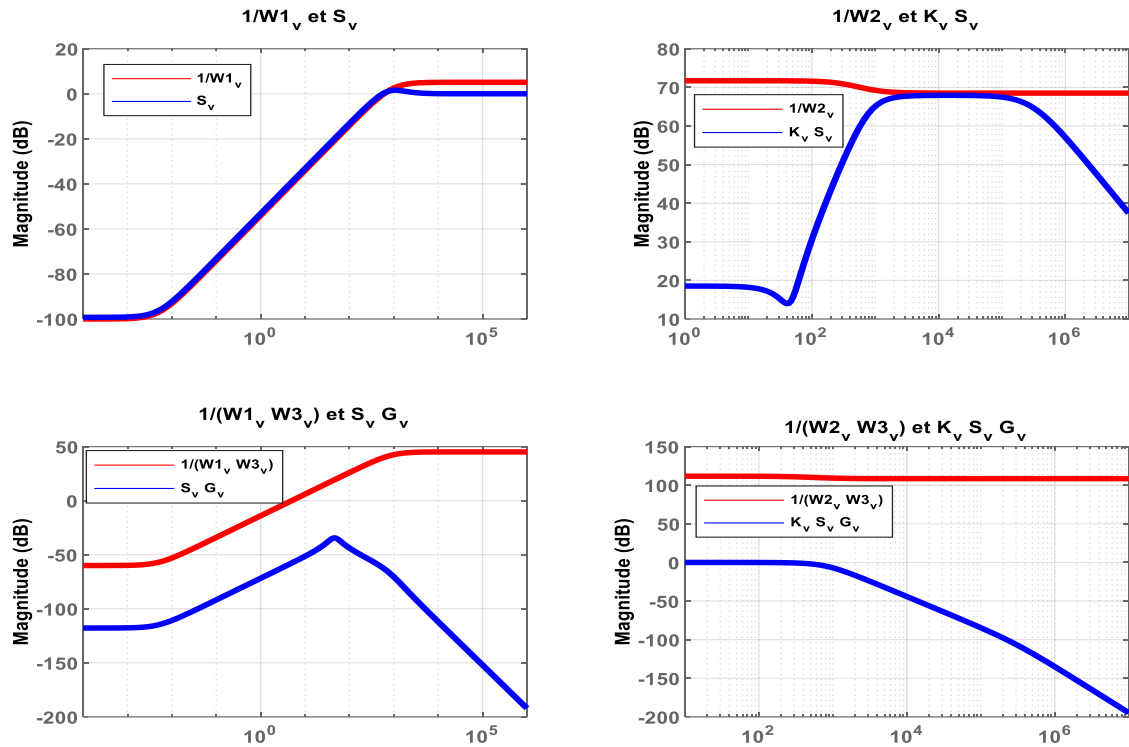 1/W1v et Sv
Magnitude (dB)
20
0
-20
-40
-60
-80
-100
10^0
10^5
1/W1v
Sv
1/W2v et Kv Sv
Magnitude (dB)
80
70
60
50
40
30
20
10
10^0
10^2
10^4
10^6
1/W2v
Kv Sv
1/(W1v W3v) et Sv Gv
Magnitude (dB)
50
0
-50
-100
-150
-200
10^0
10^5
1/(W1v W3v)
Sv Gv
1/(W2v W3v) et Kv Sv Gv
Magnitude (dB)
150
100
50
0
-50
-100
-150
-200
10^2
10^4
10^6
1/(W2v W3v)
Kv Sv Gv